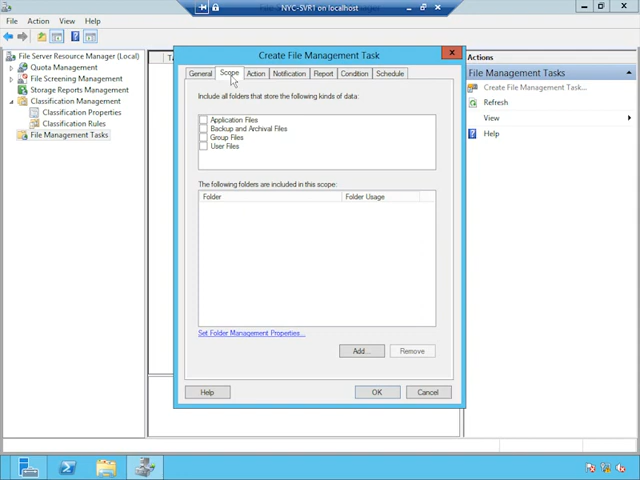 NYC-SVR1 on localhost
File Action View Help
File Server Resource Manager (Local)
Quota Management
File Screening Management
Storage Reports Management
Classification Management
Classification Properties
Classification Rules
File Management Tasks
Create File Management Task
General Scope Action Notification Report Condition Schedule
Include all folders that store the following kinds of data:
Application Files
Backup and Archival Files
Group Files
User Files
The following folders are included in this scope:
Folder Folder Usage
Set Folder Management Properties...
Add... Remove
Help OK Cancel
Actions
File Management Tasks
Create File Management Task...
Refresh
View
Help